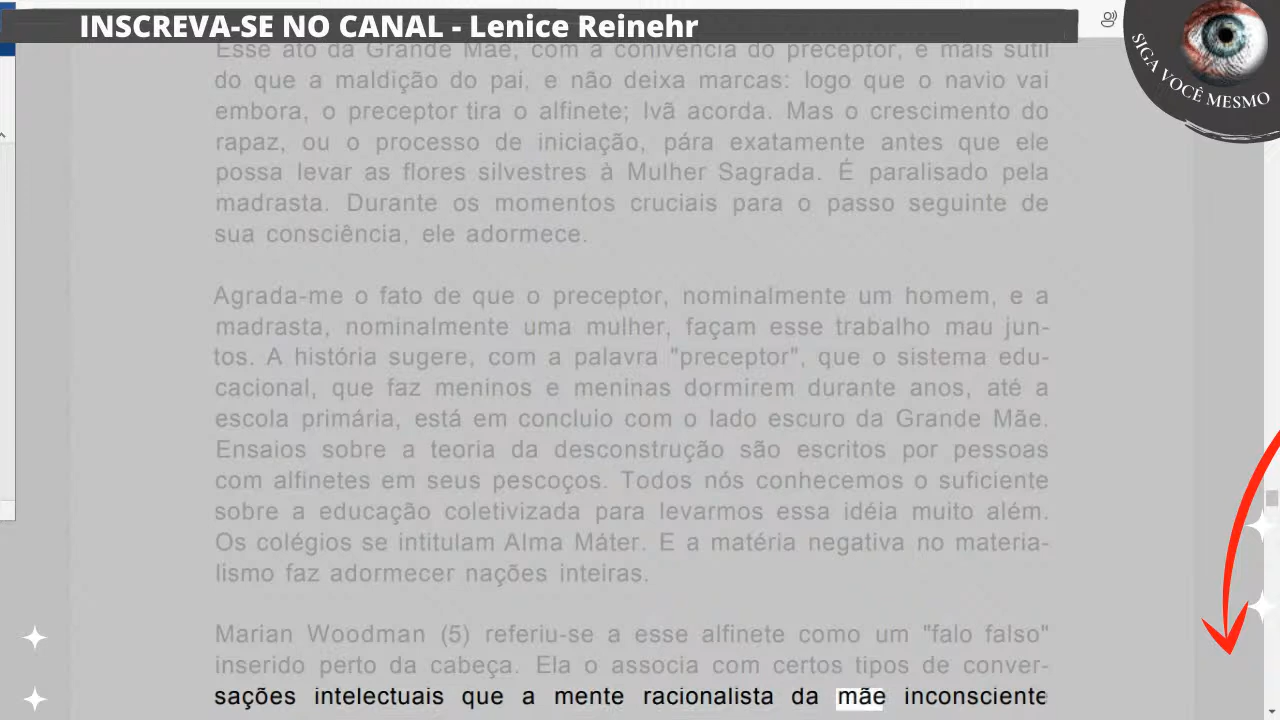 INSCREVA-SE NO CANAL - Lenice Reinehr
SIGA VOCÊ MESMO
Esse ato da Grande Mãe, com a conivência do preceptor, é mais sutil
do que a maldição do pai, e não deixa marcas: logo que o navio vai
embora, o preceptor tira o alfinete; Ivã acorda. Mas o crescimento do
rapaz, ou o processo de iniciação, pára exatamente antes que ele
possa levar as flores silvestres à Mulher Sagrada. É paralisado pela
madrasta. Durante os momentos cruciais para o passo seguinte de
sua consciência, ele adormece.
Agrada-me o fato de que o preceptor, nominalmente um homem, e a
madrasta, nominalmente uma mulher, façam esse trabalho mau jun-
tos. A história sugere, com a palavra "preceptor", que o sistema edu-
cacional, que faz meninos e meninas dormirem durante anos, até a
escola primária, está em concluio com o lado escuro da Grande Mãe.
Ensaios sobre a teoria da desconstrução são escritos por pessoas
com alfinetes em seus pescoços. Todos nós conhecemos o suficiente
sobre a educação coletivizada para levarmos essa idéia muito além.
Os colégios se intitulam Alma Máter. E a matéria negativa no materia-
lismo faz adormecer nações inteiras.
Marian Woodman (5) referiu-se a esse alfinete como um "falo falso"
inserido perto da cabeça. Ela o associa com certos tipos de conver-
sações intelectuais que a mente racionalista da mãe inconsciente